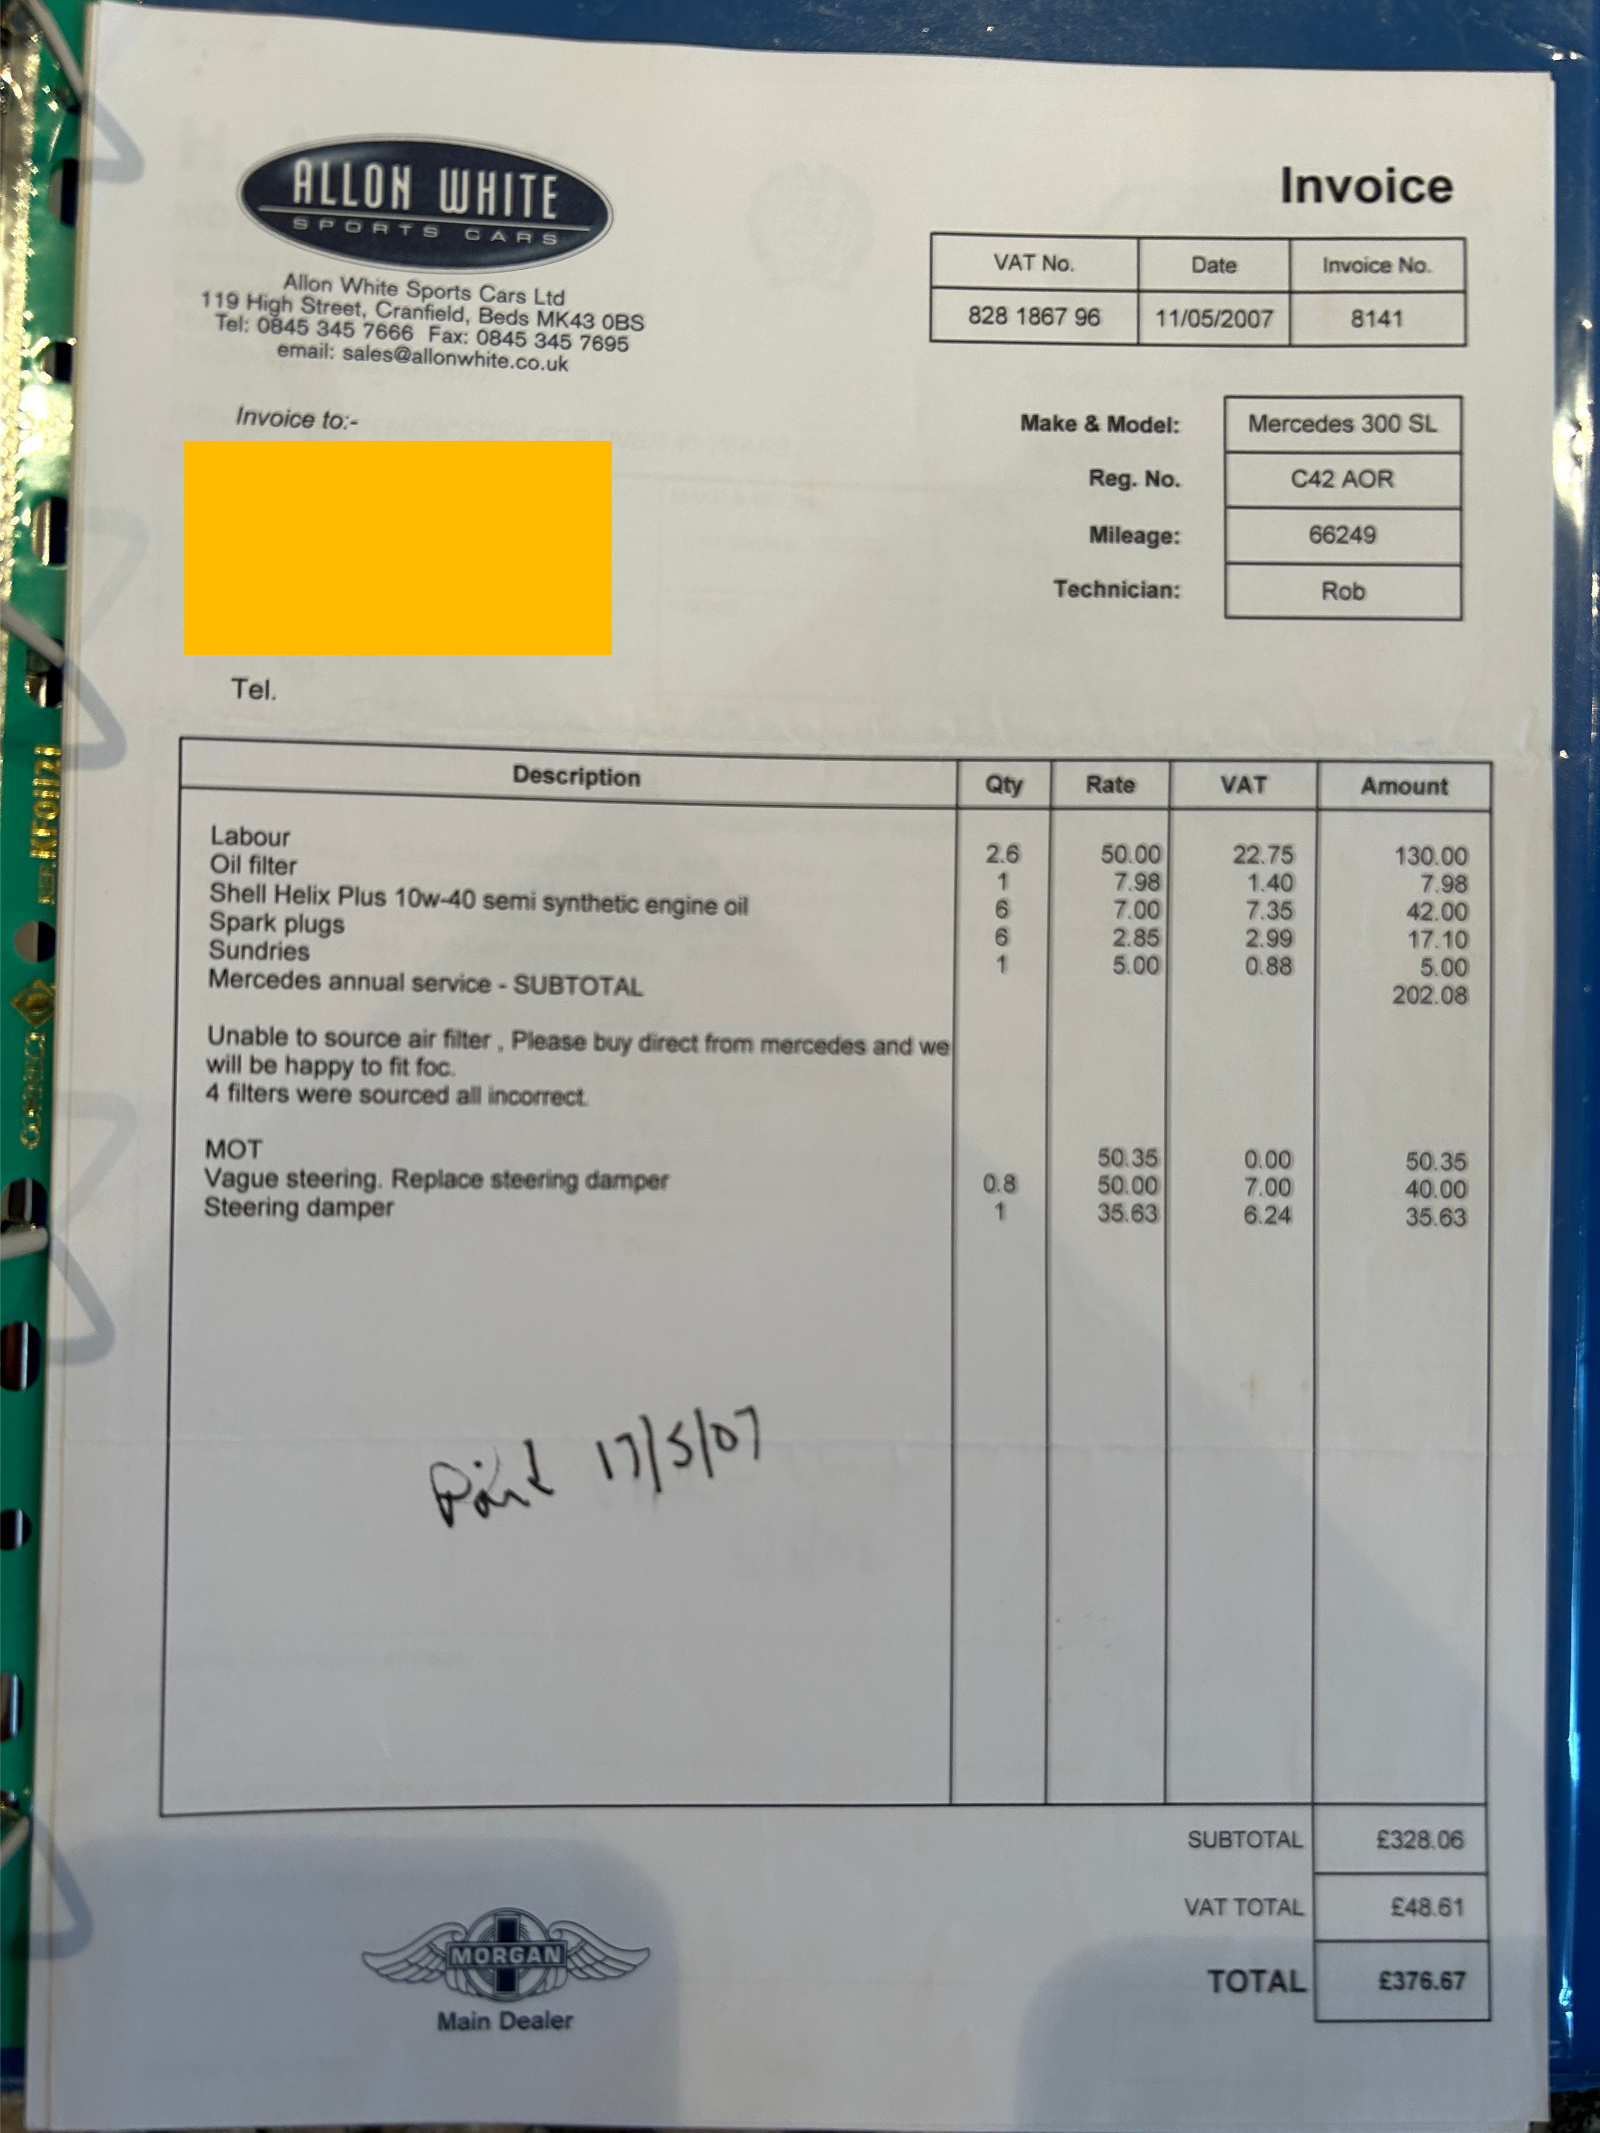 ALLON WHITE
SPORTS CARS
Allon White Sports Cars Ltd
119 High Street, Cranfield, Beds MK43 0BS
Tel: 0845 345 7666 Fax: 0845 345 7695
email: sales@allonwhite.co.uk
Invoice
VAT No. Date Invoice No.
828 1867 96 11/05/2007 8141
Invoice to:-
Make & Model: Mercedes 300 SL
Reg. No. C42 AOR
Mileage: 66249
Technician: Rob
Tel.
Description Qty Rate VAT Amount
Labour 2.6 50.00 22.75 130.00
Oil filter 1 7.98 1.40 7.98
Shell Helix Plus 10w-40 semi synthetic engine oil 6 7.00 7.35 42.00
Spark plugs 6 2.85 2.99 17.10
Sundries 1 5.00 0.88 5.00
Mercedes annual service - SUBTOTAL 202.08
Unable to source air filter , Please buy direct from mercedes and we
will be happy to fit foc.
4 filters were sourced all incorrect.
MOT 50.35 0.00 50.35
Vague steering. Replace steering damper 0.8 50.00 7.00 40.00
Steering damper 1 35.63 6.24 35.63
Paid 17/5/07
SUBTOTAL £328.06
VAT TOTAL £48.61
TOTAL £376.67
MORGAN
Main Dealer
REF. KF01121
CONNECT